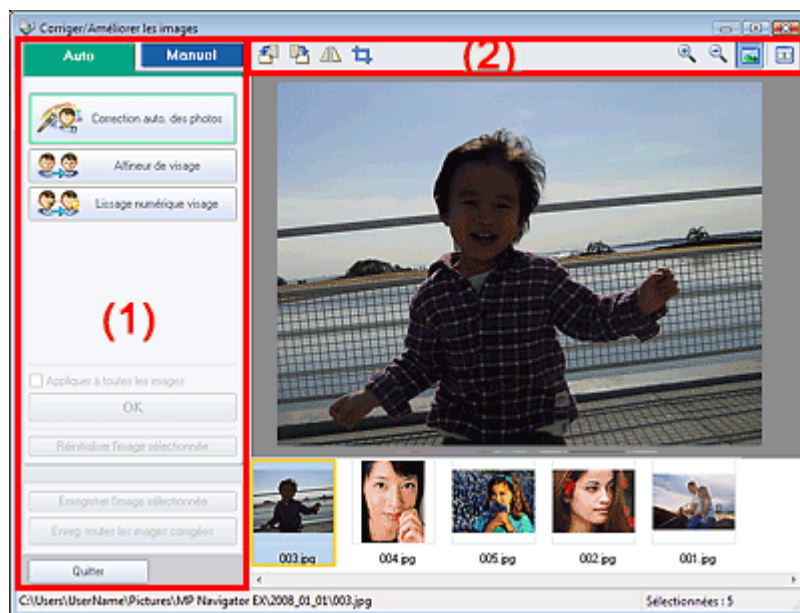 Corriger/Améliorer les images
Auto Manuel
(2)
Correction auto. des photos
Affineur de visage
Lissage numérique visage
(1)
Appliquer à toutes les images
OK
Réinitialiser l'image sélectionnée
Enregistrer l'image sélectionnée
Enreg. toutes les images corrigées
Quitter
003.jpg 004.jpg 005.jpg 002.jpg 001.jpg
C:\Users\UserName\Pictures\MP Navigator EX\2008_01_01\003.jpg Sélectionnées : 5